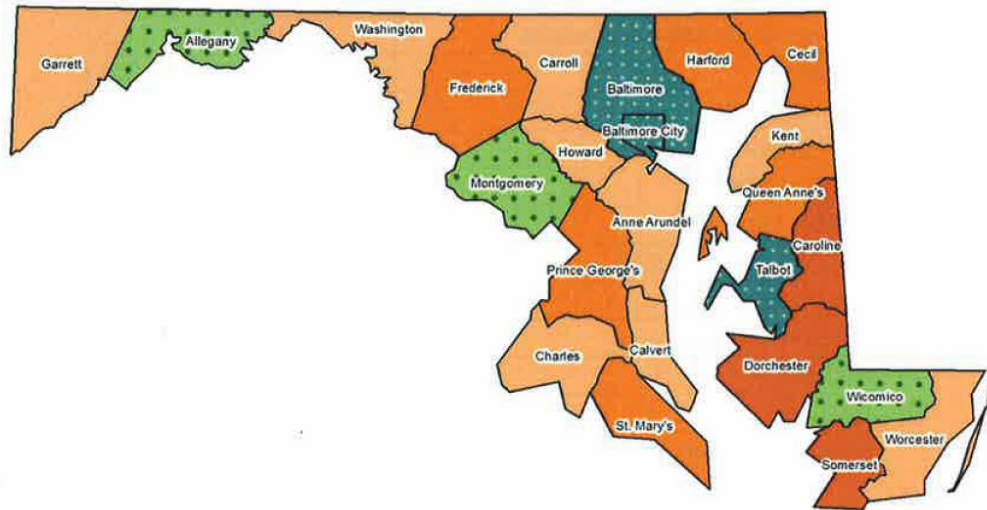 Garrett
Allegany
Washington
Frederick
Carroll
Baltimore
Baltimore City
Harford
Cecil
Howard
Montgomery
Kent
Queen Anne's
Anne Arundel
Caroline
Talbot
Prince George's
Charles
Calvert
Dorchester
St. Mary's
Wicomico
Worcester
Somerset